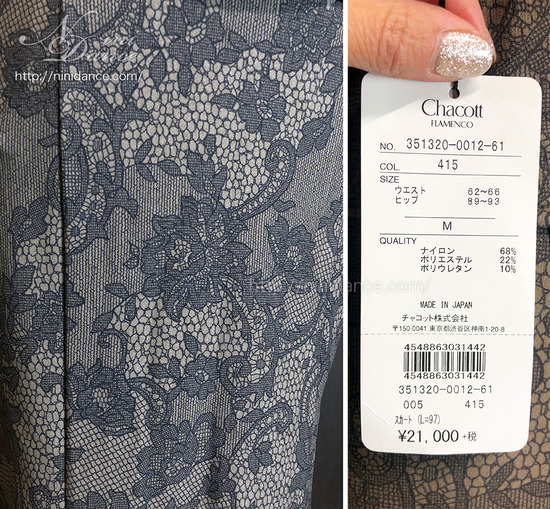 http://ninidance.com/
Chacott
FLAMENCO
NO. 351320-0012-61
COL. 415
SIZE
ウエスト 62~66
ヒップ 89~93
M
QUALITY
ナイロン 68%
ポリエステル 22%
ポリウレタン 10%
MADE IN JAPAN
チャコット株式会社
〒150-0041 東京都渋谷区神南1-20-8
4548863031442
4548863031442
351320-0012-61
005 415
スカート (L=97)
¥21,000 +税